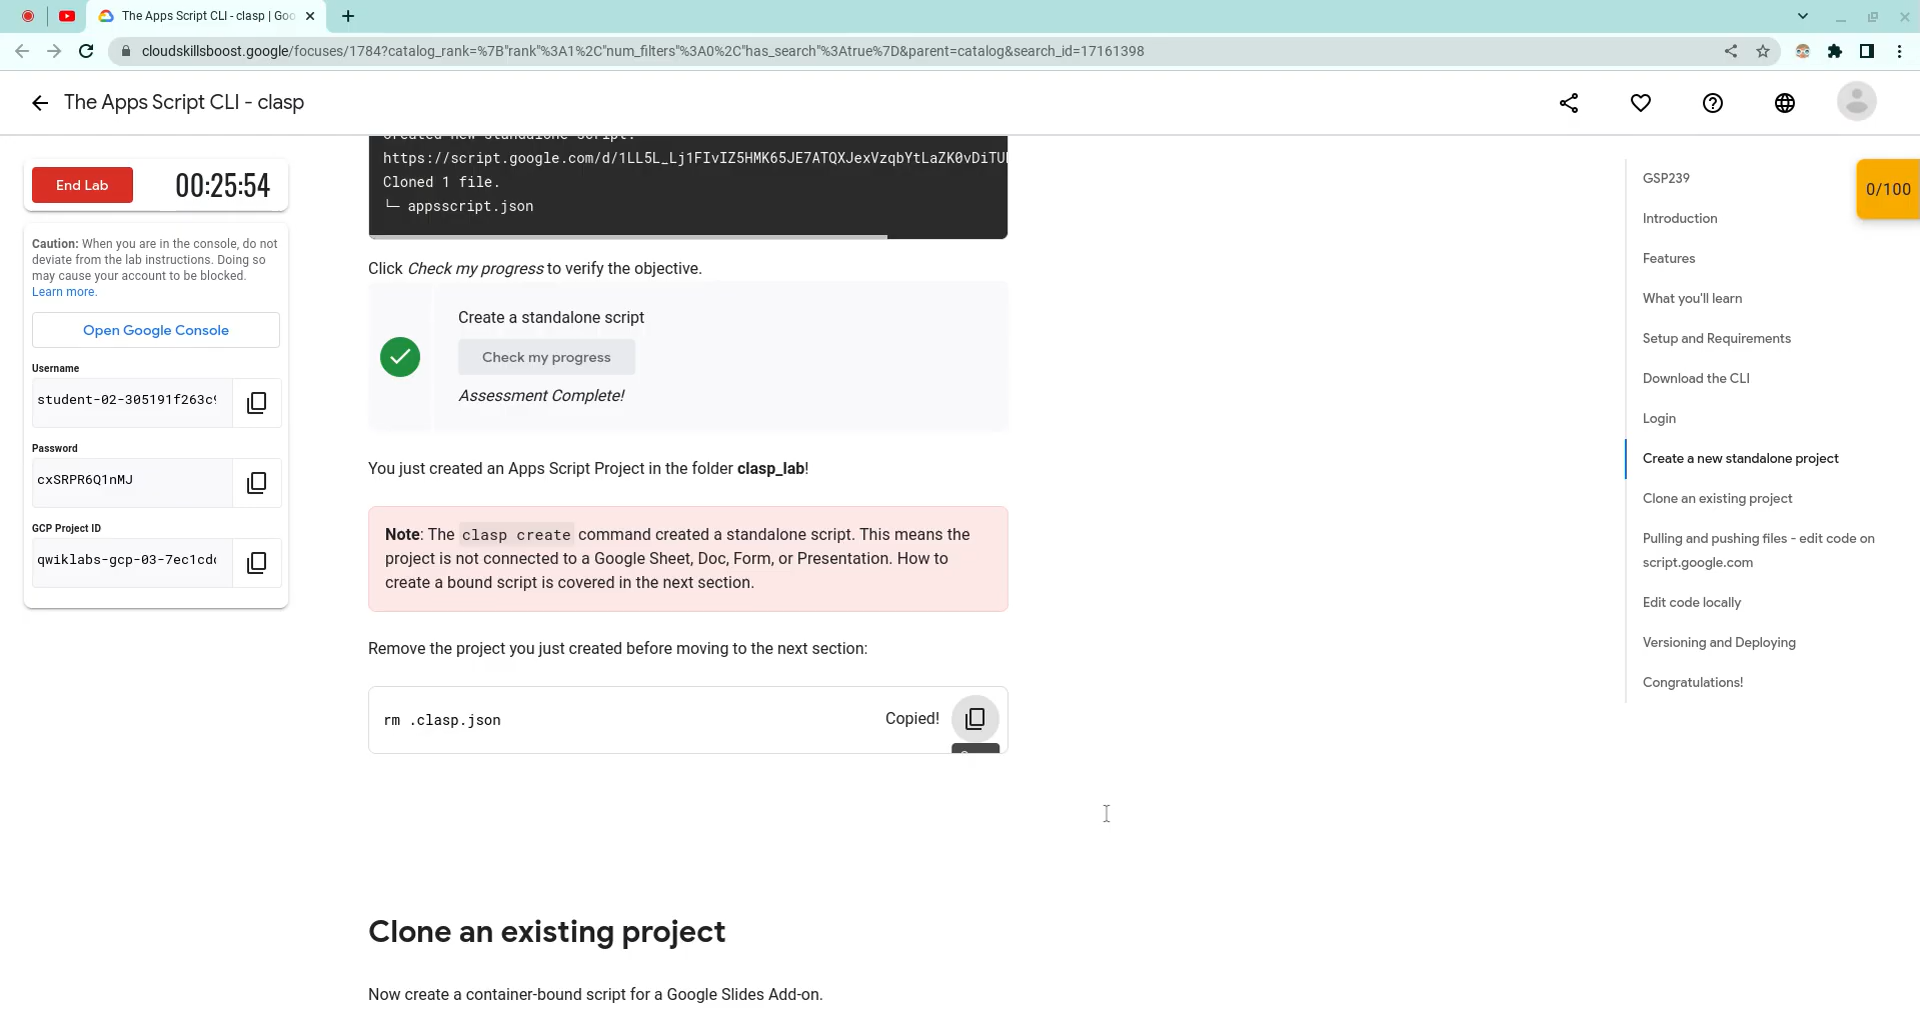 The Apps Script CLI - clasp | Goo
cloudskillsboost.google/focuses/1784?catalog_rank=%7B"rank"%3A1%2C"num_filters"%3A0%2C"has_search"%3Atrue%7D&parent=catalog&search_id=17161398
The Apps Script CLI - clasp
End Lab
00:25:54
Caution: When you are in the console, do not
deviate from the lab instructions. Doing so
may cause your account to be blocked.
Learn more.
Open Google Console
Username
student-02-305191f263c9
Password
cxSRPR6Q1nMJ
GCP Project ID
qwiklabs-gcp-03-7ec1cdc
Created new standalone script:
https://script.google.com/d/1LL5L_Lj1FIvIZ5HMK65JE7ATQXJexVzqbYtLaZK0vDiTU
Cloned 1 file.
└─ appsscript.json
Click Check my progress to verify the objective.
Create a standalone script
Check my progress
Assessment Complete!
You just created an Apps Script Project in the folder clasp_lab!
Note: The clasp create command created a standalone script. This means the
project is not connected to a Google Sheet, Doc, Form, or Presentation. How to
create a bound script is covered in the next section.
Remove the project you just created before moving to the next section:
rm .clasp.json
Copied!
Clone an existing project
Now create a container-bound script for a Google Slides Add-on.
GSP239
Introduction
Features
What you'll learn
Setup and Requirements
Download the CLI
Login
Create a new standalone project
Clone an existing project
Pulling and pushing files - edit code on
script.google.com
Edit code locally
Versioning and Deploying
Congratulations!
0/100